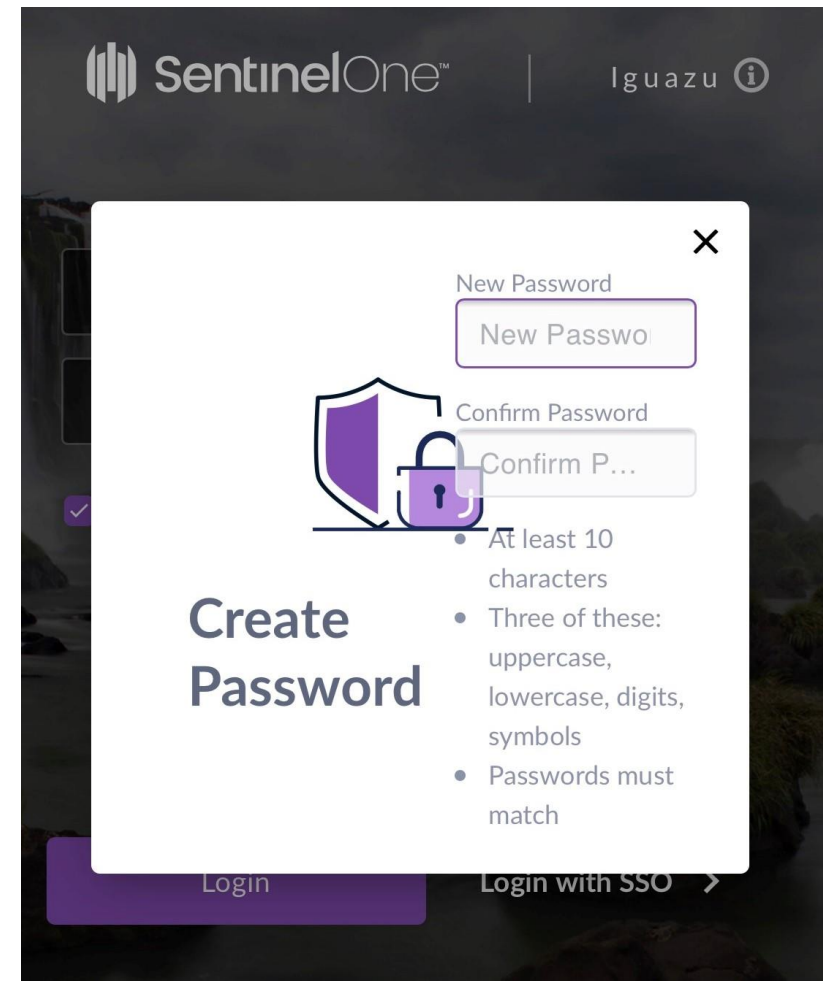 SentinelOne™
Iguazu
New Password
New Passwo
Confirm Password
Confirm P...
At least 10
characters
Three of these:
uppercase,
lowercase, digits,
symbols
Passwords must
match
Create
Password
Login
Login with SSO